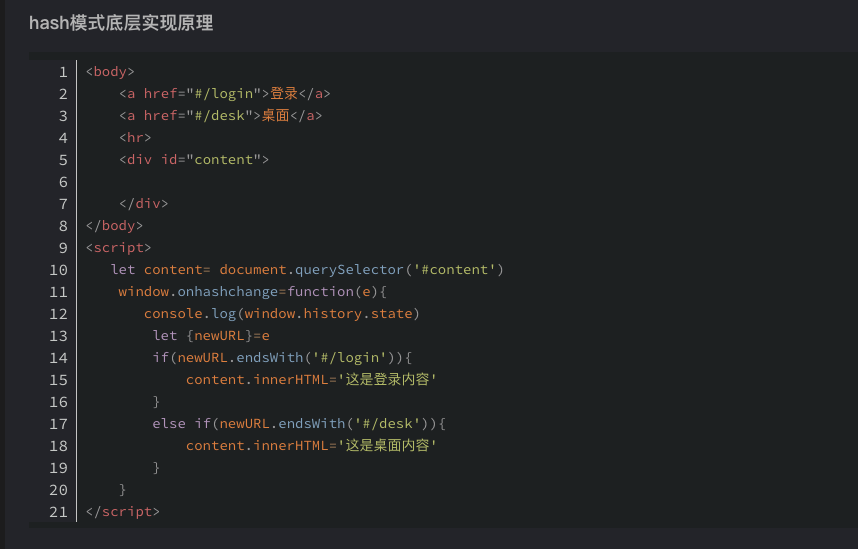 hash模式底层实现原理
1 <body>
2     <a href="#/login">登录</a>
3     <a href="#/desk">桌面</a>
4     <hr>
5     <div id="content">
6
7     </div>
8 </body>
9 <script>
10    let content= document.querySelector('#content')
11     window.onhashchange=function(e){
12        console.log(window.history.state)
13         let {newURL}=e
14         if(newURL.endsWith('#/login')){
15             content.innerHTML='这是登录内容'
16         }
17         else if(newURL.endsWith('#/desk')){
18             content.innerHTML='这是桌面内容'
19         }
20     }
21 </script>